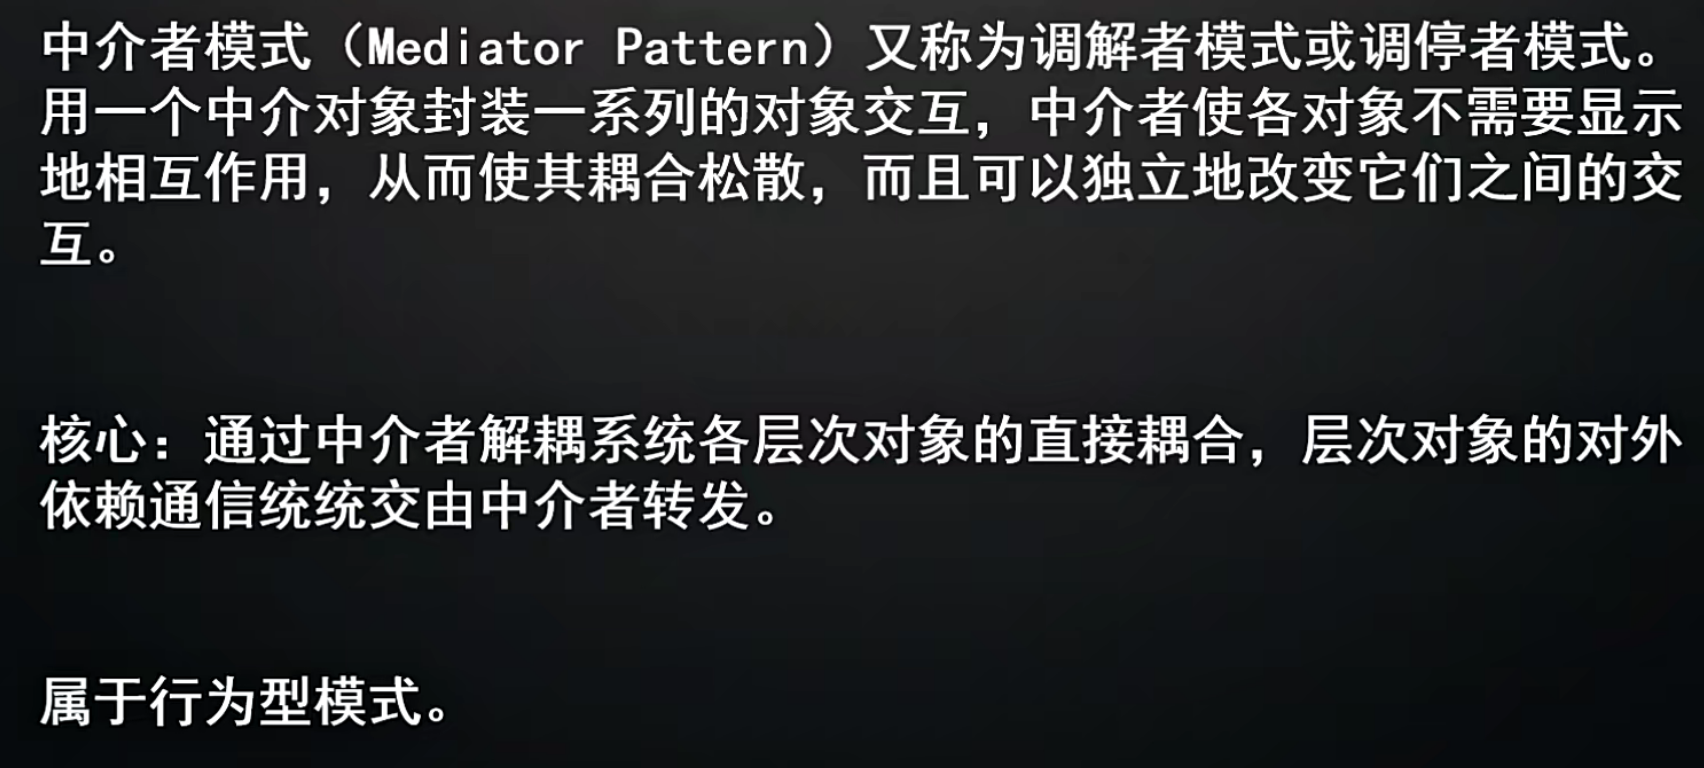 中介者模式（Mediator Pattern）又称为调解者模式或调停者模式。
用一个中介对象封装一系列的对象交互，中介者使各对象不需要显示
地相互作用，从而使其耦合松散，而且可以独立地改变它们之间的交
互。
核心：通过中介者解耦系统各层次对象的直接耦合，层次对象的对外
依赖通信统统交由中介者转发。
属于行为型模式。